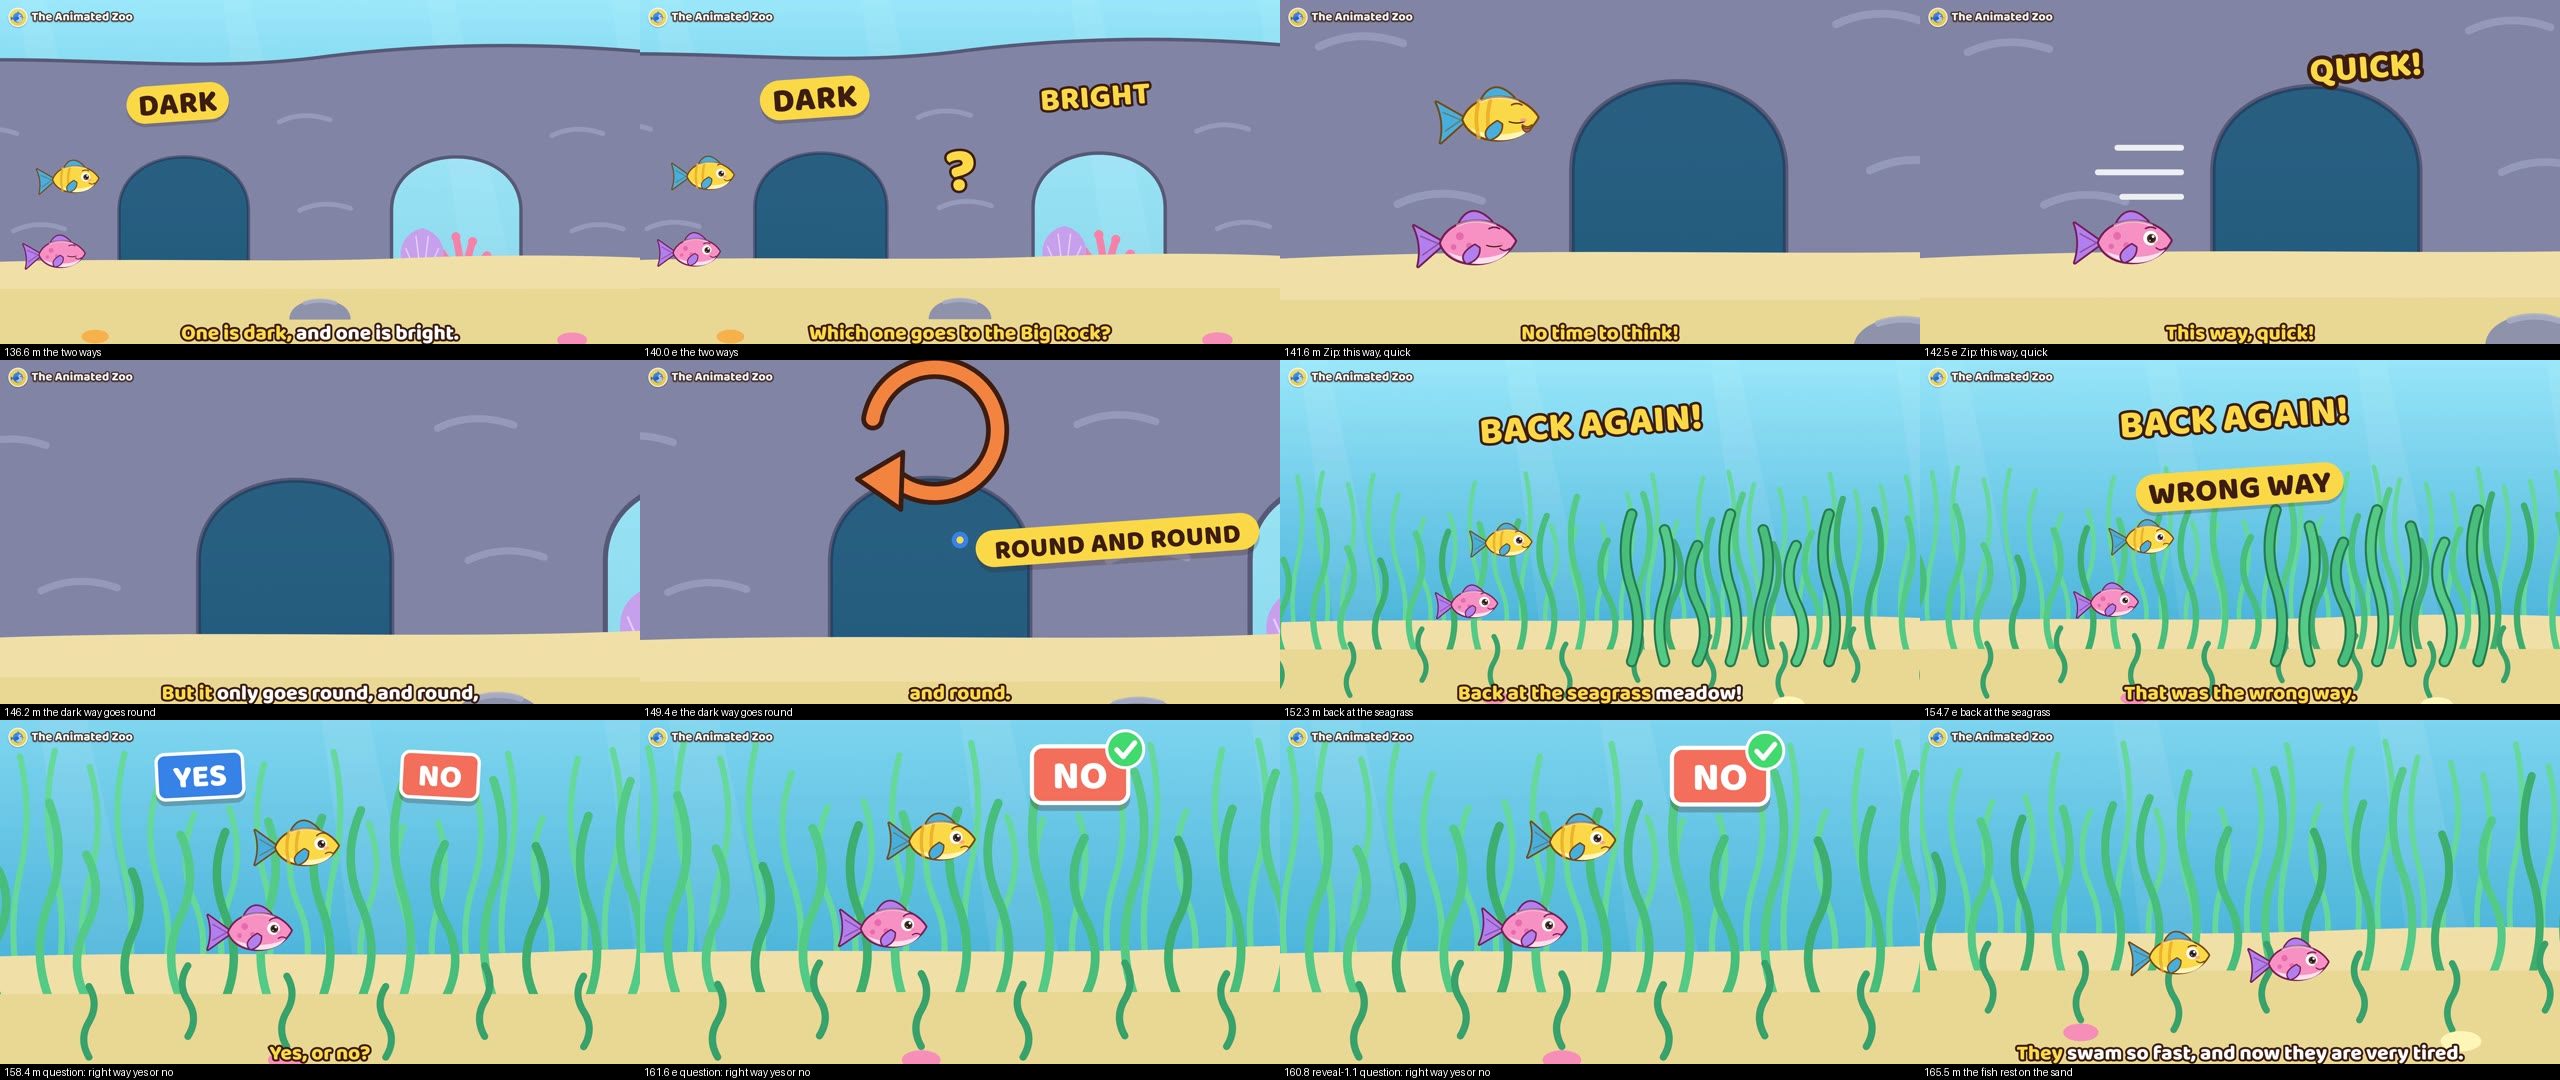 The Animated Zoo
DARK
One is dark, and one is bright.
136.6 m the two ways
The Animated Zoo
DARK
BRIGHT
?
Which one goes to the Big Rock?
140.0 e the two ways
The Animated Zoo
No time to think!
141.6 m Zip: this way, quick
The Animated Zoo
QUICK!
This way, quick!
142.5 e Zip: this way, quick
The Animated Zoo
But it only goes round, and round,
146.2 m the dark way goes round
The Animated Zoo
ROUND AND ROUND
and round.
149.4 e the dark way goes round
The Animated Zoo
BACK AGAIN!
Back at the seagrass meadow!
152.3 m back at the seagrass
The Animated Zoo
BACK AGAIN!
WRONG WAY
That was the wrong way.
154.7 e back at the seagrass
The Animated Zoo
YES
NO
Yes, or no?
158.4 m question: right way yes or no
The Animated Zoo
NO
161.6 e question: right way yes or no
The Animated Zoo
NO
160.8 reveal-1.1 question: right way yes or no
The Animated Zoo
They swam so fast, and now they are very tired.
165.5 m the fish rest on the sand